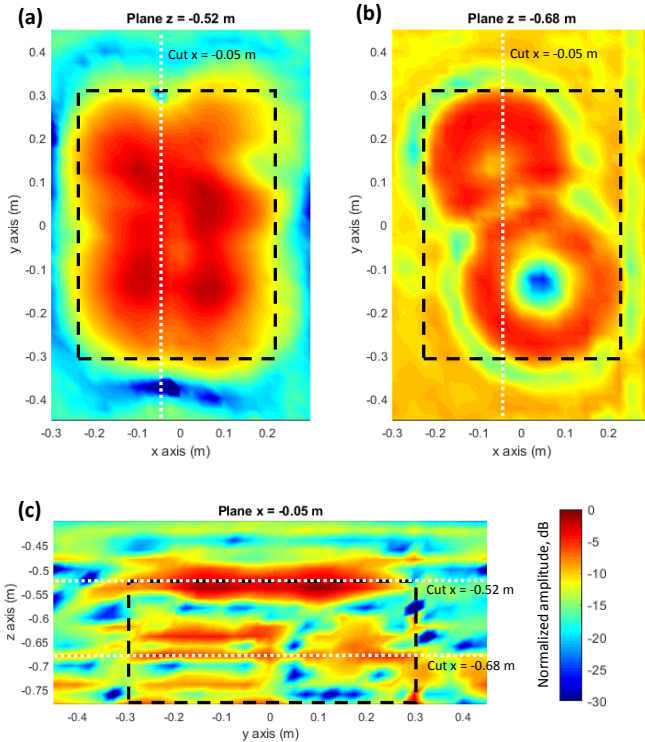 (a)
Plane z = -0.52 m
Cut x = -0.05 m
0.4
0.3
0.2
0.1
0
-0.1
-0.2
-0.3
-0.4
y axis (m)
-0.3 -0.2 -0.1 0 0.1 0.2
x axis (m)
(b)
Plane z = -0.68 m
Cut x = -0.05 m
0.4
0.3
0.2
0.1
0
-0.1
-0.2
-0.3
-0.4
y axis (m)
-0.3 -0.2 -0.1 0 0.1 0.2
x axis (m)
(c)
Plane x = -0.05 m
-0.45
-0.5
-0.55
-0.6
-0.65
-0.7
-0.75
z axis (m)
Cut x = -0.52 m
Cut x = -0.68 m
-0.4 -0.3 -0.2 -0.1 0 0.1 0.2 0.3 0.4
y axis (m)
Normalized amplitude, dB
0
-5
-10
-15
-20
-25
-30